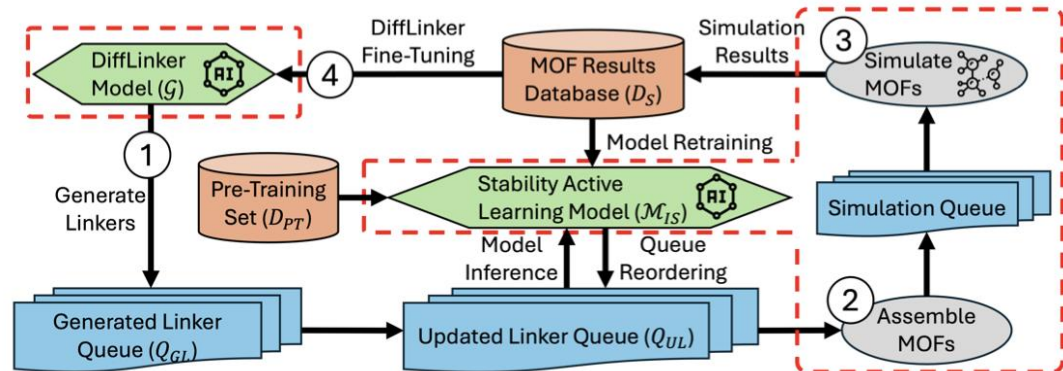 DiffLinker
Model (𝒢)
AI
4
DiffLinker
Fine-Tuning
MOF Results
Database (D_S)
Simulation
Results
3
Simulate
MOFs
1
Generate
Linkers
Pre-Training
Set (D_PT)
Model Retraining
Stability Active
Learning Model (ℳ_IS)
AI
Model
Inference
Queue
Reordering
Simulation Queue
Generated Linker
Queue (Q_GL)
Updated Linker Queue (Q_UL)
2
Assemble
MOFs